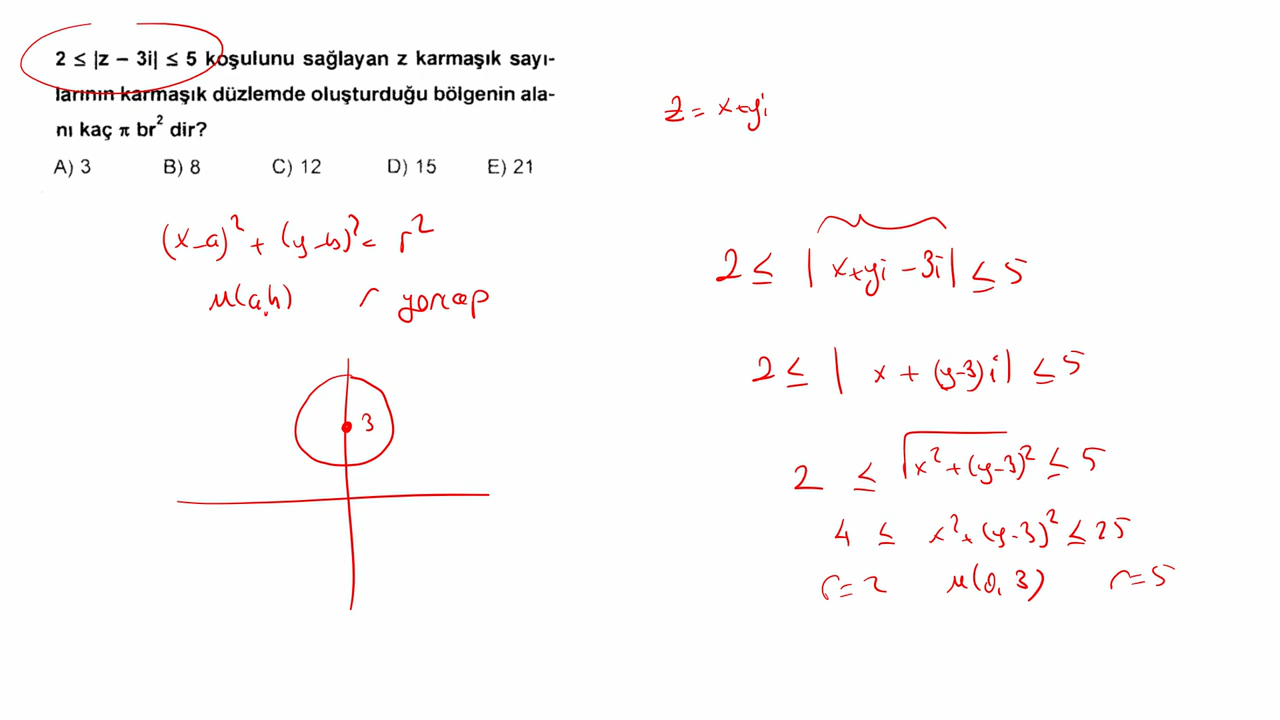 2 ≤ |z – 3i| ≤ 5 koşulunu sağlayan z karmaşık sayı-
larının karmaşık düzlemde oluşturduğu bölgenin ala-
nı kaç π br² dir?
A) 3 B) 8 C) 12 D) 15 E) 21
z = x+yi
(x-a)² + (y-b)² = r²
M(a,b) r yarıçap
3
2 ≤ | x+yi - 3i| ≤ 5
2 ≤ | x + (y-3)i| ≤ 5
2 ≤ √x²+(y-3)² ≤ 5
4 ≤ x²+(y-3)² ≤ 25
r=2 M(0,3) r=5